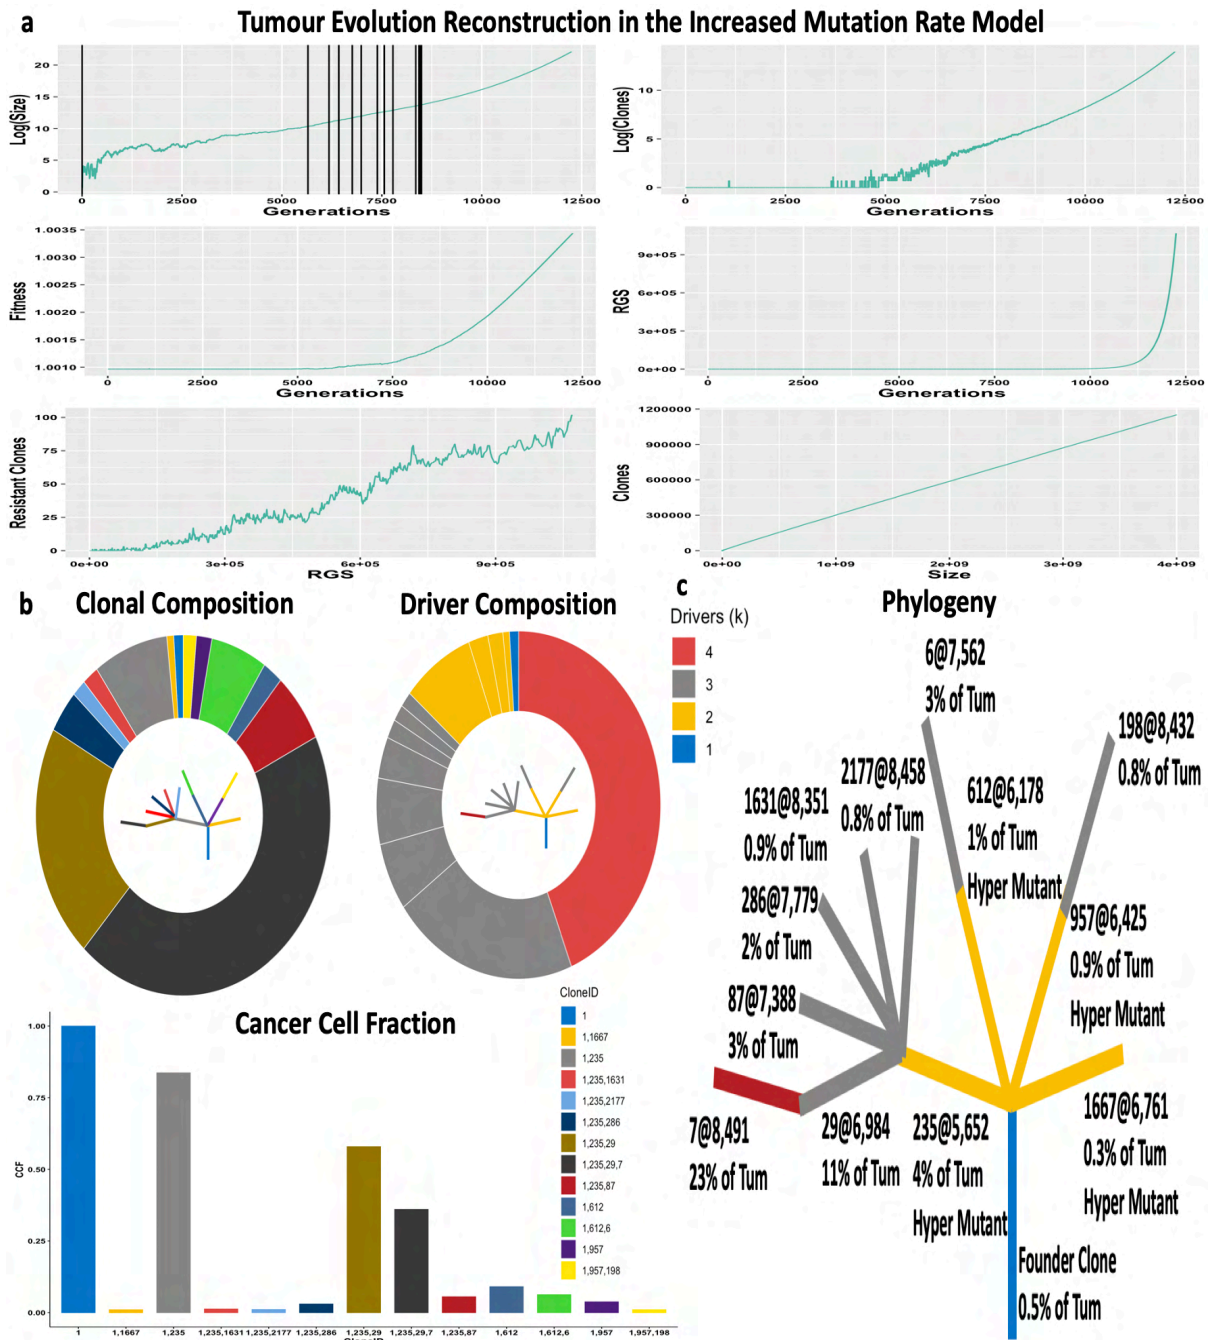 a
Tumour Evolution Reconstruction in the Increased Mutation Rate Model
Log(Size)
20
15
10
5
0
0 2500 5000 7500 10000 12500
Generations
Log(Clones)
10
5
0
0 2500 5000 7500 10000 12500
Generations
Fitness
1.0035
1.0030
1.0025
1.0020
1.0015
1.0010
0 2500 5000 7500 10000 12500
Generations
RGS
9e+05
6e+05
3e+05
0e+00
0 2500 5000 7500 10000 12500
Generations
Resistant Clones
100
75
50
25
0
0e+00 3e+05 6e+05 9e+05
RGS
Clones
1200000
900000
600000
300000
0
0e+00 1e+09 2e+09 3e+09 4e+09
Size
b
Clonal Composition
Driver Composition
c
Phylogeny
Drivers (k)
4
3
2
1
6@7,562
3% of Tum
198@8,432
0.8% of Tum
2177@8,458
0.8% of Tum
612@6,178
1% of Tum
Hyper Mutant
1631@8,351
0.9% of Tum
286@7,779
2% of Tum
957@6,425
0.9% of Tum
Hyper Mutant
87@7,388
3% of Tum
7@8,491
23% of Tum
29@6,984
11% of Tum
235@5,652
4% of Tum
Hyper Mutant
1667@6,761
0.3% of Tum
Hyper Mutant
Founder Clone
0.5% of Tum
Cancer Cell Fraction
CCF
1.00
0.75
0.50
0.25
0.00
1 1,1667 1,235 1,235,1631 1,235,2177 1,235,286 1,235,29 1,235,29,7 1,235,87 1,612 1,612,6 1,957 1,957,198
CloneID
CloneID
1
1,1667
1,235
1,235,1631
1,235,2177
1,235,286
1,235,29
1,235,29,7
1,235,87
1,612
1,612,6
1,957
1,957,198